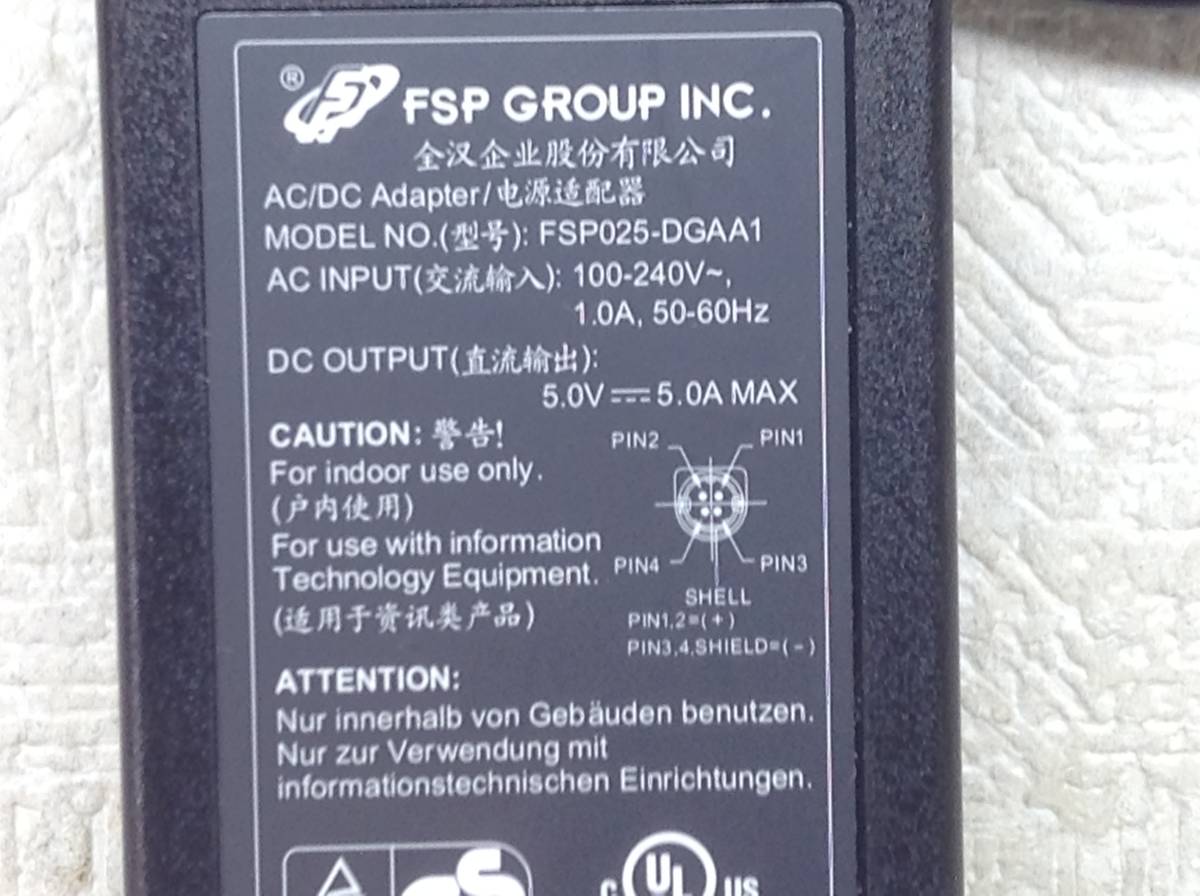 ® FSP GROUP INC.
全汉企业股份有限公司
AC/DC Adapter/电源适配器
MODEL NO.(型号): FSP025-DGAA1
AC INPUT(交流输入): 100-240V~,
1.0A, 50-60Hz
DC OUTPUT(直流输出):
5.0V⎓5.0A MAX
CAUTION: 警告!
For indoor use only.
(户内使用)
For use with information
Technology Equipment.
(适用于资讯类产品)
PIN2 PIN1
PIN4 PIN3
SHELL
PIN1,2=(+)
PIN3,4,SHIELD=(-)
ATTENTION:
Nur innerhalb von Gebäuden benutzen.
Nur zur Verwendung mit
informationstechnischen Einrichtungen.
S c UL US